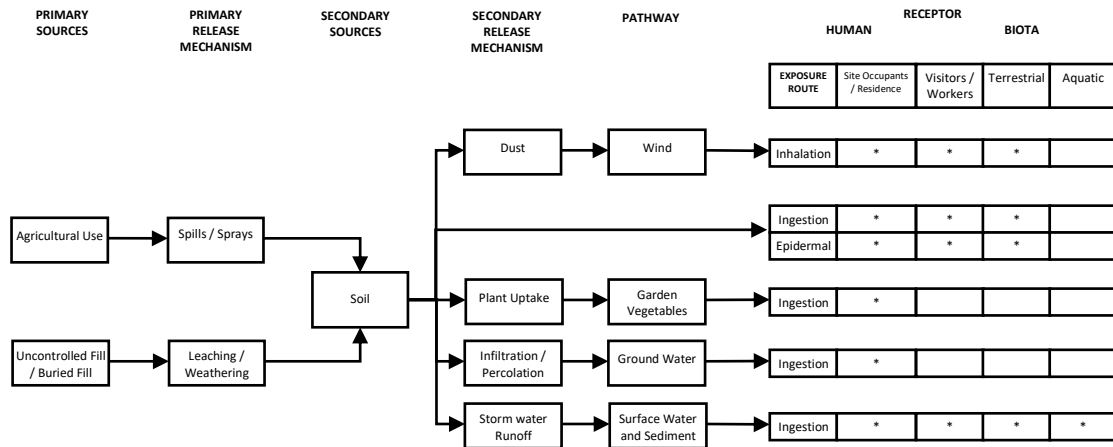 PRIMARY
SOURCES
PRIMARY
RELEASE
MECHANISM
SECONDARY
SOURCES
SECONDARY
RELEASE
MECHANISM
PATHWAY
RECEPTOR
HUMAN
BIOTA
EXPOSURE
ROUTE
Site Occupants
/ Residence
Visitors /
Workers
Terrestrial
Aquatic
Dust
Wind
Inhalation * * *
Agricultural Use
Spills / Sprays
Ingestion * * *
Epidermal * * *
Soil
Plant Uptake
Garden
Vegetables
Ingestion *
Uncontrolled Fill
/ Buried Fill
Leaching /
Weathering
Infiltration /
Percolation
Ground Water
Ingestion *
Storm water
Runoff
Surface Water
and Sediment
Ingestion * * * *